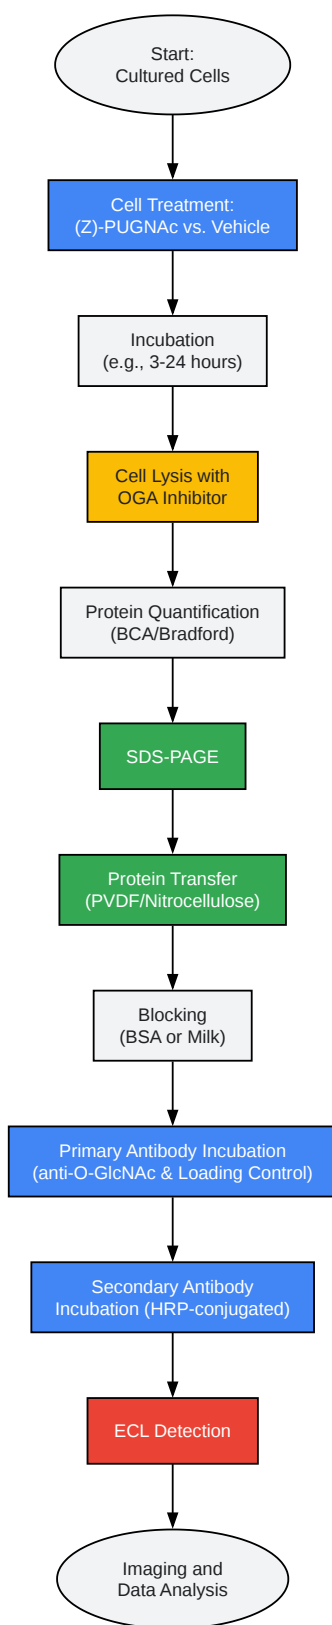 Start:
Cultured Cells
Cell Treatment:
(Z)-PUGNAc vs. Vehicle
Incubation
(e.g., 3-24 hours)
Cell Lysis with
OGA Inhibitor
Protein Quantification
(BCA/Bradford)
SDS-PAGE
Protein Transfer
(PVDF/Nitrocellulose)
Blocking
(BSA or Milk)
Primary Antibody Incubation
(anti-O-GlcNAc & Loading Control)
Secondary Antibody
Incubation (HRP-conjugated)
ECL Detection
Imaging and
Data Analysis